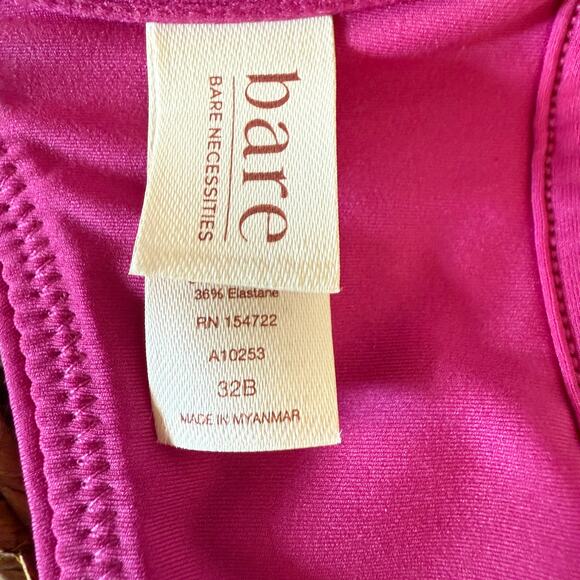 bare
BARE NECESSITIES
36% Elastane
RN 154722
A10253
32B
MADE IN MYANMAR